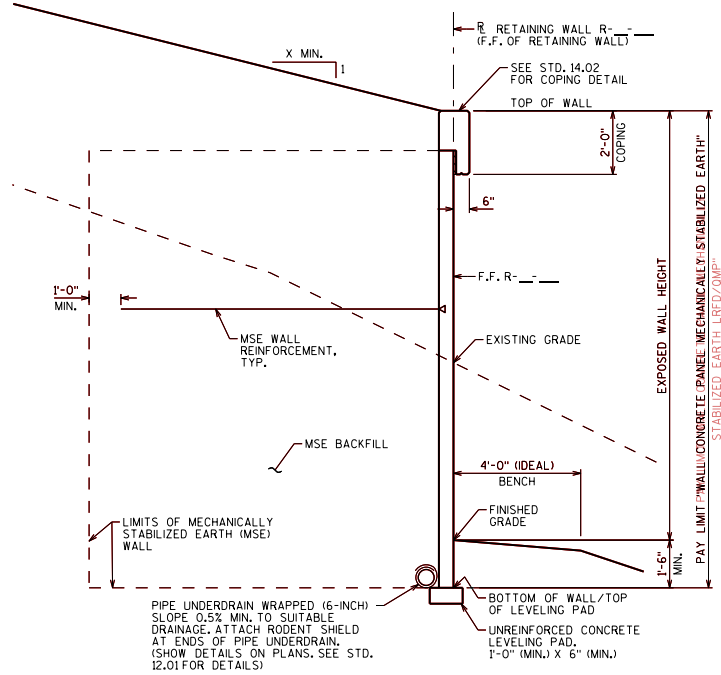 ℞ RETAINING WALL R-__-__
(F.F. OF RETAINING WALL)
X MIN.
1
SEE STD. 14.02
FOR COPING DETAIL
TOP OF WALL
2'-0"
COPING
6"
F.F. R-__-__
1'-0"
MIN.
MSE WALL
REINFORCEMENT,
TYP.
EXISTING GRADE
EXPOSED WALL HEIGHT
PAY LIMIT "WALL CONCRETE PANEL MECHANICALLY STABILIZED EARTH"
STABILIZED EARTH LRFD/QMP"
MSE BACKFILL
4'-0" (IDEAL)
BENCH
FINISHED
GRADE
LIMITS OF MECHANICALLY
STABILIZED EARTH (MSE)
WALL
1'-6"
MIN.
PIPE UNDERDRAIN WRAPPED (6-INCH)
SLOPE 0.5% MIN. TO SUITABLE
DRAINAGE. ATTACH RODENT SHIELD
AT ENDS OF PIPE UNDERDRAIN.
(SHOW DETAILS ON PLANS. SEE STD.
12.01 FOR DETAILS)
BOTTOM OF WALL/TOP
OF LEVELING PAD
UNREINFORCED CONCRETE
LEVELING PAD.
1'-0" (MIN.) X 6" (MIN.)